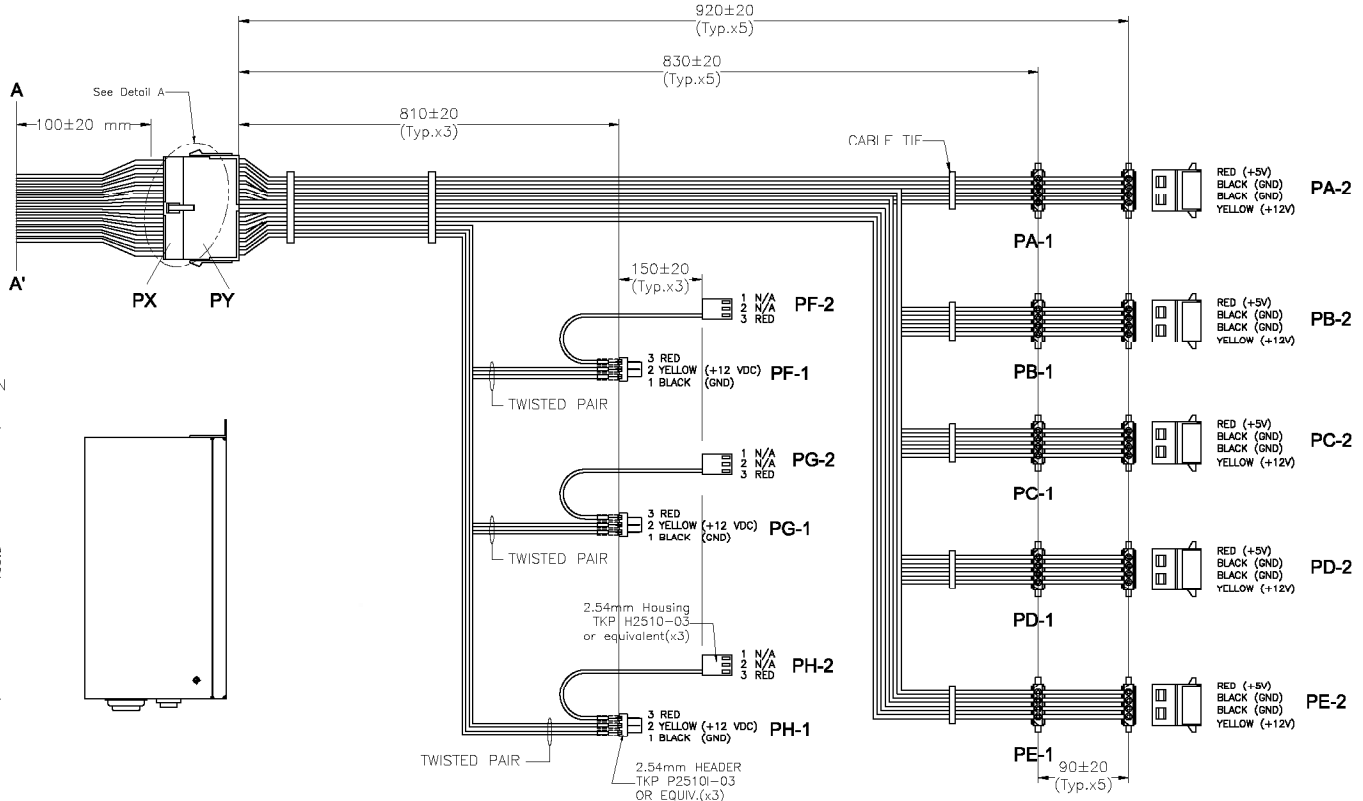 920±20
(Typ.x5)
830±20
(Typ.x5)
A
See Detail A
100±20 mm
810±20
(Typ.x3)
CABLE TIE
RED (+5V)
BLACK (GND)
BLACK (GND)
YELLOW (+12V)
PA-2
PA-1
A'
PX
PY
150±20
(Typ.x3)
1 N/A
2 N/A
3 RED
PF-2
RED (+5V)
BLACK (GND)
BLACK (GND)
YELLOW (+12V)
PB-2
3 RED
2 YELLOW (+12 VDC)
1 BLACK (GND)
PF-1
PB-1
N
TWISTED PAIR
RED (+5V)
BLACK (GND)
BLACK (GND)
YELLOW (+12V)
PC-2
1 N/A
2 N/A
3 RED
PG-2
PC-1
3 RED
2 YELLOW (+12 VDC)
1 BLACK (GND)
PG-1
TWISTED PAIR
RED (+5V)
BLACK (GND)
BLACK (GND)
YELLOW (+12V)
PD-2
2.54mm Housing
TKP H2510-03
or equivalent(x3)
PD-1
1 N/A
2 N/A
3 RED
PH-2
RED (+5V)
BLACK (GND)
BLACK (GND)
YELLOW (+12V)
PE-2
3 RED
2 YELLOW (+12 VDC)
1 BLACK (GND)
PH-1
TWISTED PAIR
PE-1
2.54mm HEADER
TKP P2510I-03
OR EQUIV.(x3)
90±20
(Typ.x5)